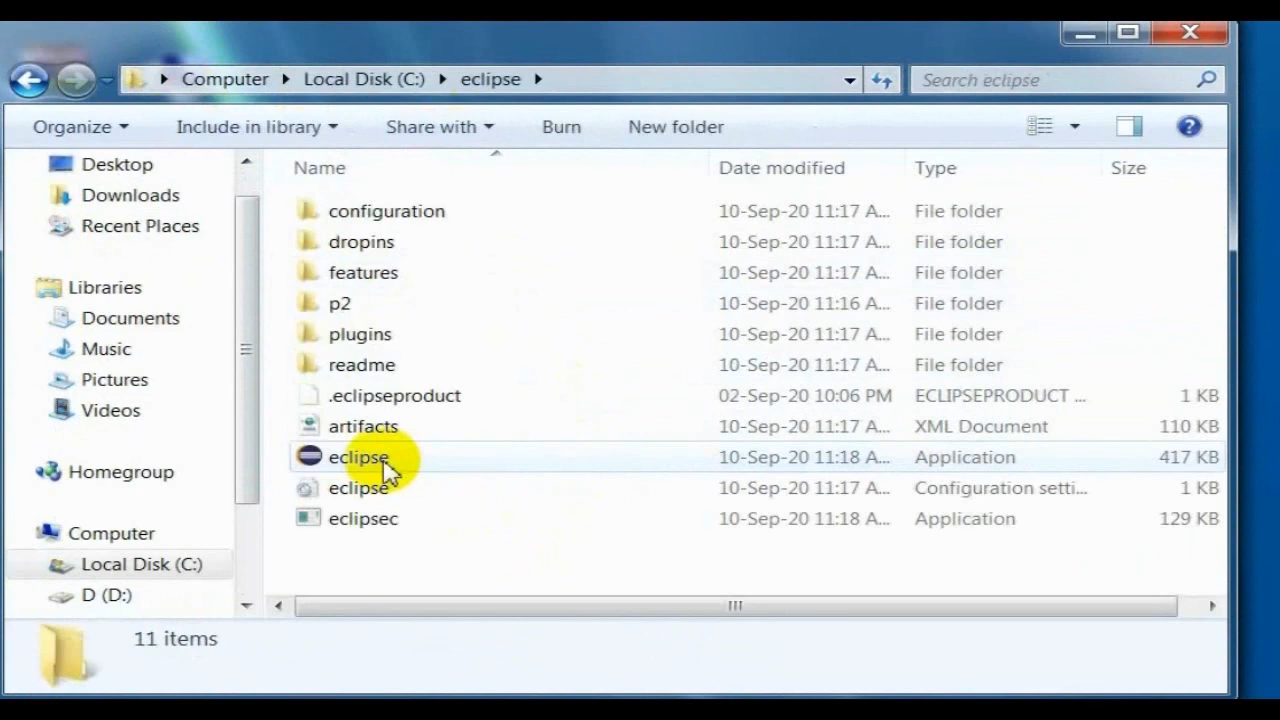 Computer Local Disk (C:) eclipse Search eclipse
Organize Include in library Share with Burn New folder
Desktop
Downloads
Recent Places
Libraries
Documents
Music
Pictures
Videos
Homegroup
Computer
Local Disk (C:)
D (D:)
Name Date modified Type Size
configuration 10-Sep-20 11:17 A... File folder
dropins 10-Sep-20 11:17 A... File folder
features 10-Sep-20 11:17 A... File folder
p2 10-Sep-20 11:16 A... File folder
plugins 10-Sep-20 11:17 A... File folder
readme 10-Sep-20 11:17 A... File folder
.eclipseproduct 02-Sep-20 10:06 PM ECLIPSEPRODUCT ... 1 KB
artifacts 10-Sep-20 11:17 A... XML Document 110 KB
eclipse 10-Sep-20 11:18 A... Application 417 KB
eclipse 10-Sep-20 11:17 A... Configuration setti... 1 KB
eclipsec 10-Sep-20 11:18 A... Application 129 KB
11 items